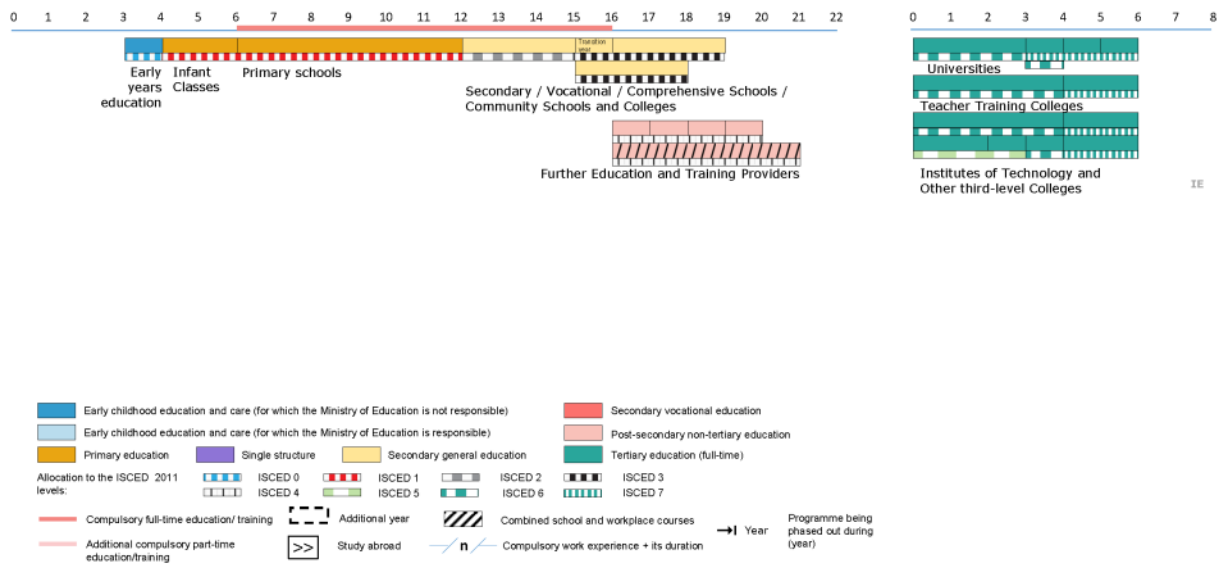 0 1 2 3 4 5 6 7 8 9 10 11 12 13 14 15 16 17 18 19 20 21 22
0 1 2 3 4 5 6 7 8
Transition
year
Early
years
education
Infant
Classes
Primary schools
Secondary / Vocational / Comprehensive Schools /
Community Schools and Colleges
Further Education and Training Providers
Universities
Teacher Training Colleges
Institutes of Technology and
Other third-level Colleges
IE
Early childhood education and care (for which the Ministry of Education is not responsible)
Secondary vocational education
Early childhood education and care (for which the Ministry of Education is responsible)
Post-secondary non-tertiary education
Primary education
Single structure
Secondary general education
Tertiary education (full-time)
Allocation to the ISCED 2011
levels:
ISCED 0
ISCED 1
ISCED 2
ISCED 3
ISCED 4
ISCED 5
ISCED 6
ISCED 7
Compulsory full-time education/ training
Additional year
Combined school and workplace courses
Year
Programme being
phased out during
(year)
Additional compulsory part-time
education/training
>>
Study abroad
n
Compulsory work experience + its duration